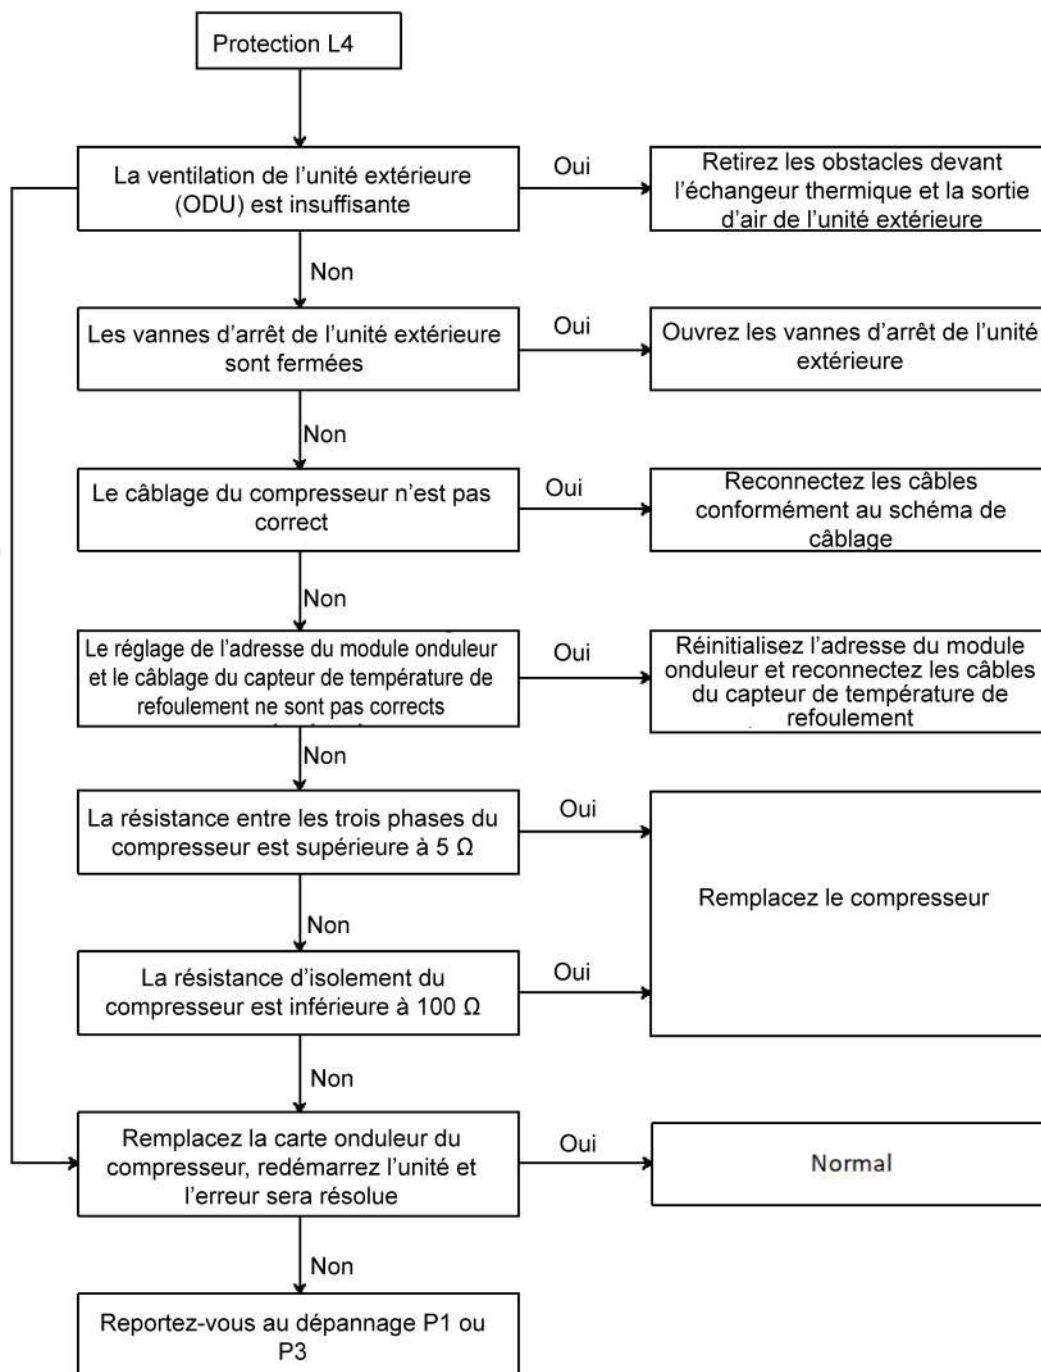 Protection L4
La ventilation de l'unité extérieure
(ODU) est insuffisante
Oui
Retirez les obstacles devant
l'échangeur thermique et la sortie
d'air de l'unité extérieure
Non
Les vannes d'arrêt de l'unité extérieure
sont fermées
Oui
Ouvrez les vannes d'arrêt de l'unité
extérieure
Non
Le câblage du compresseur n'est pas
correct
Oui
Reconnectez les câbles
conformément au schéma de
câblage
Non
Le réglage de l'adresse du module onduleur
et le câblage du capteur de température de
refoulement ne sont pas corrects
Oui
Réinitialisez l'adresse du module
onduleur et reconnectez les câbles
du capteur de température de
refoulement
Non
La résistance entre les trois phases du
compresseur est supérieure à 5 Ω
Oui
Remplacez le compresseur
Non
La résistance d'isolement du
compresseur est inférieure à 100 Ω
Oui
Non
Remplacez la carte onduleur du
compresseur, redémarrez l'unité et
l'erreur sera résolue
Oui
Normal
Non
Reportez-vous au dépannage P1 ou
P3